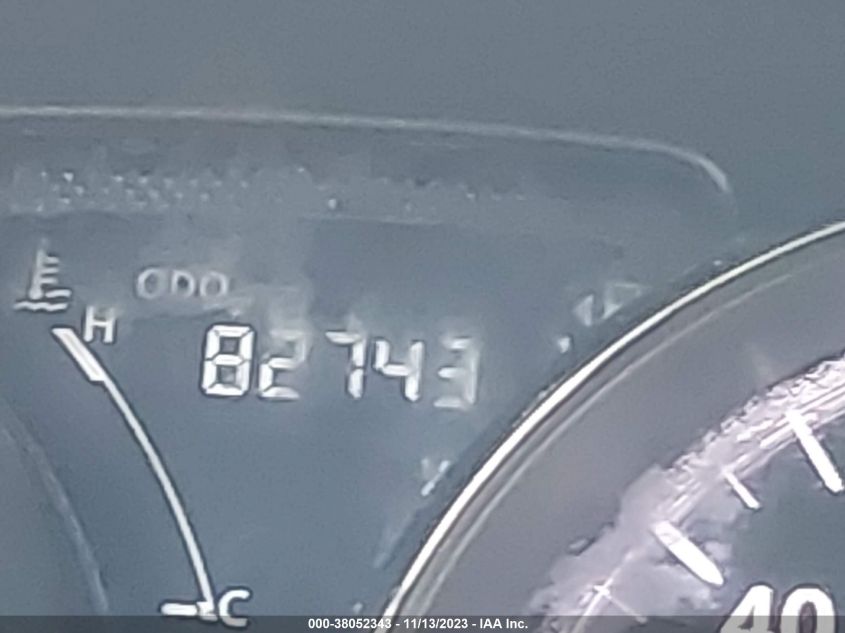 ODO
H
82743
C
40
000-38052343 - 11/13/2023 - IAA Inc.